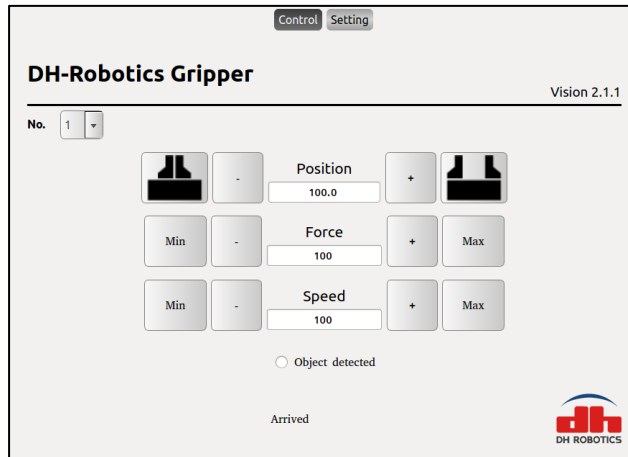 Control Setting
DH-Robotics Gripper
Vision 2.1.1
No. 1
- Position +
100.0
Min - Force + Max
100
Min - Speed + Max
100
Object detected
Arrived
dh
DH ROBOTICS